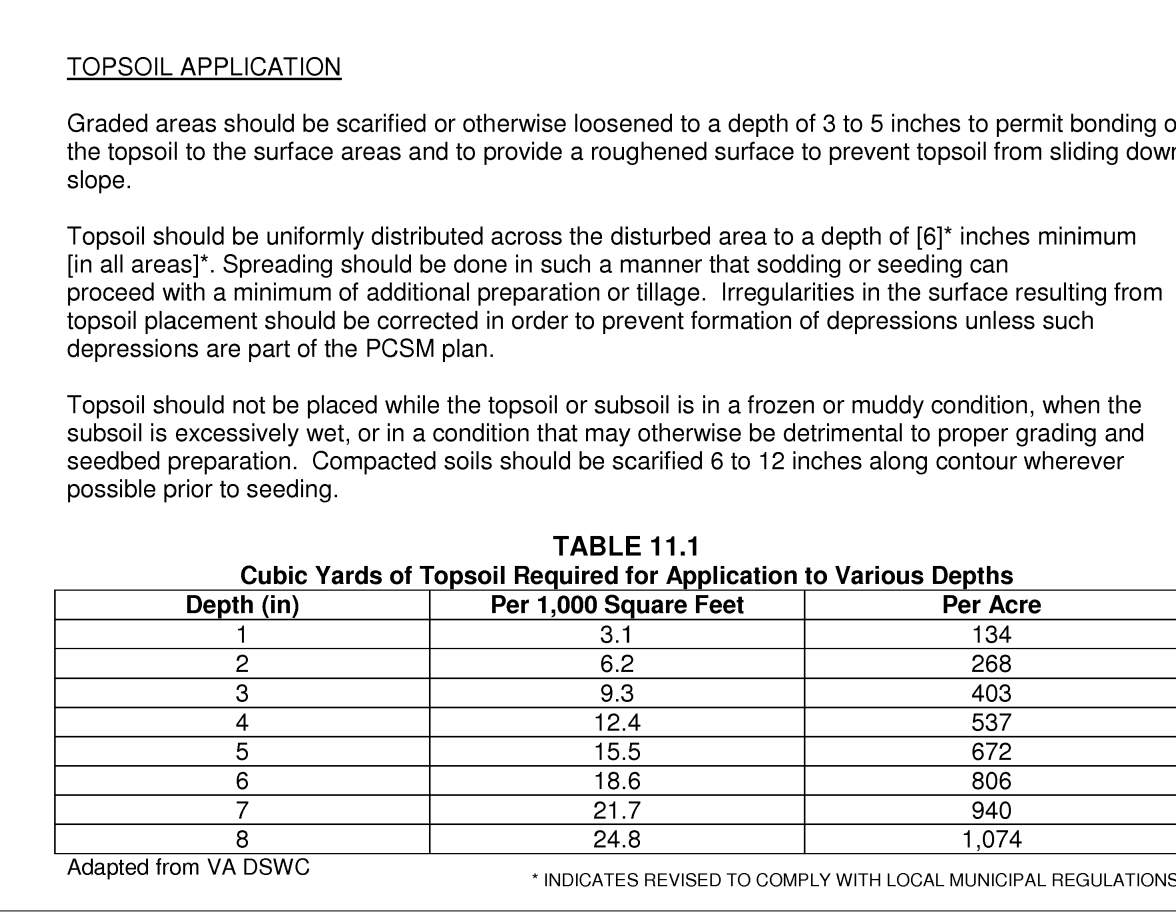 TOPSOIL APPLICATION
Graded areas should be scarified or otherwise loosened to a depth of 3 to 5 inches to permit bonding o
the topsoil to the surface areas and to provide a roughened surface to prevent topsoil from sliding down
slope.
Topsoil should be uniformly distributed across the disturbed area to a depth of [6]* inches minimum
[in all areas]*. Spreading should be done in such a manner that sodding or seeding can
proceed with a minimum of additional preparation or tillage.  Irregularities in the surface resulting from
topsoil placement should be corrected in order to prevent formation of depressions unless such
depressions are part of the PCSM plan.
Topsoil should not be placed while the topsoil or subsoil is in a frozen or muddy condition, when the
subsoil is excessively wet, or in a condition that may otherwise be detrimental to proper grading and
seedbed preparation.  Compacted soils should be scarified 6 to 12 inches along contour wherever
possible prior to seeding.
TABLE 11.1
Cubic Yards of Topsoil Required for Application to Various Depths
Depth (in) Per 1,000 Square Feet Per Acre
1 3.1 134
2 6.2 268
3 9.3 403
4 12.4 537
5 15.5 672
6 18.6 806
7 21.7 940
8 24.8 1,074
Adapted from VA DSWC
* INDICATES REVISED TO COMPLY WITH LOCAL MUNICIPAL REGULATIONS